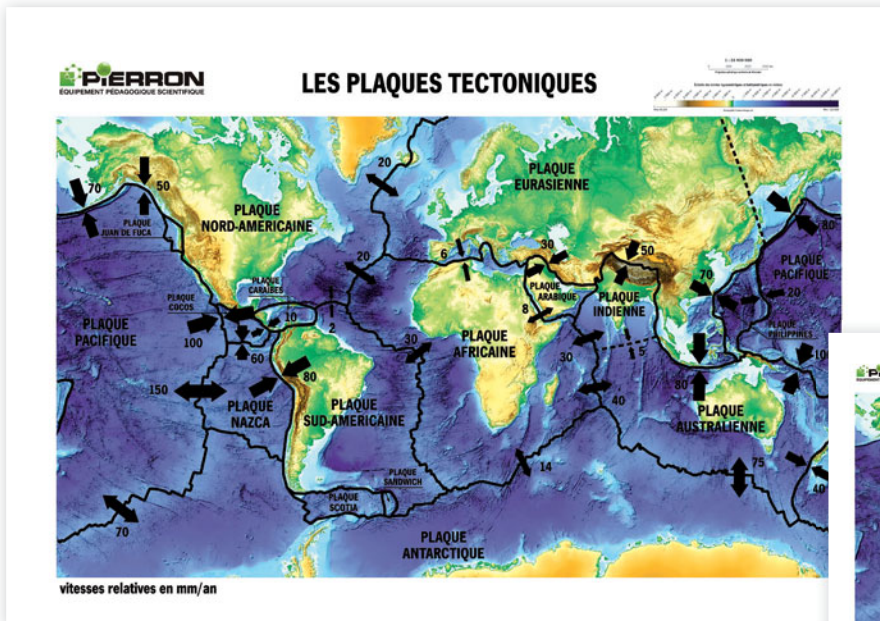 PIERRON
ÉQUIPEMENT PÉDAGOGIQUE SCIENTIFIQUE
LES PLAQUES TECTONIQUES
20
PLAQUE
EURASIENNE
70
50
PLAQUE
NORD-AMERICAINE
PLAQUE
JUAN DE FUCA
80
6
30
50
20
PLAQUE
PACIFIQUE
70
PLAQUE
CARAÏBES
PLAQUE
COCOS
PLAQUE
ARABIQUE
PLAQUE
INDIENNE
20
8
10
2
PLAQUE
PACIFIQUE
PLAQUE
PHILIPPINES
100
30
PLAQUE
AFRICAINE
60
30
5
100
80
150
40
80
PLAQUE
NAZCA
PLAQUE
SUD-AMERICAINE
PLAQUE
AUSTRALIENNE
14
75
PLAQUE
SANDWICH
40
PLAQUE
SCOTIA
70
PLAQUE
ANTARCTIQUE
vitesses relatives en mm/an